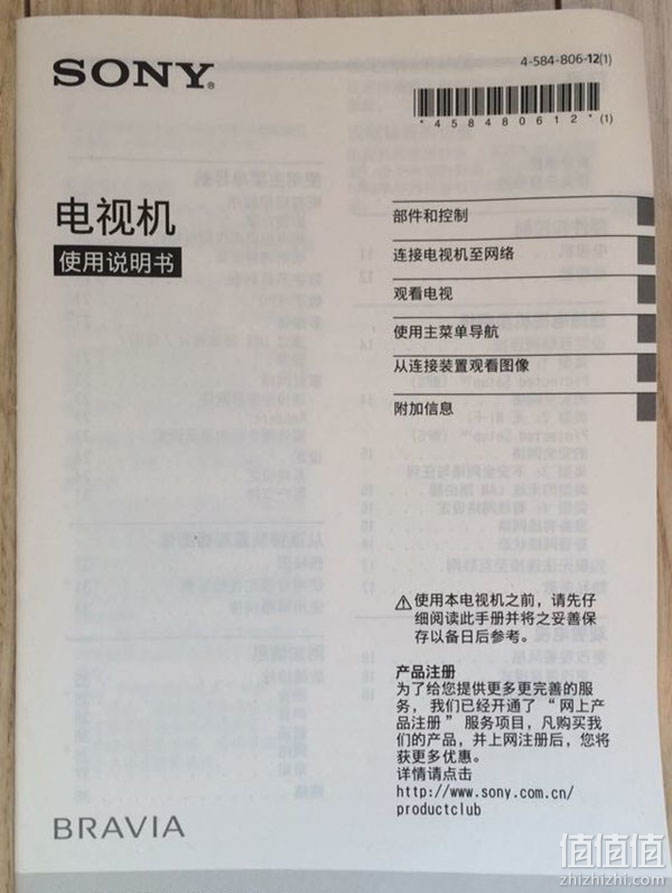 SONY®
4-584-806-12(1)
*458480612*(1)
电视机
使用说明书
部件和控制
连接电视机至网络
观看电视
使用主菜单导航
从连接装置观看图像
附加信息
⚠使用本电视机之前，请先仔
细阅读此手册并将之妥善保
存以备日后参考。
产品注册
为了给您提供更多更完善的服
务，我们已经开通了“网上产
品注册”服务项目，凡购买我
们的产品，并上网注册后，您将
获更多优惠。
详情请点击
http://www.sony.com.cn/
productclub
BRAVIA
值值值
zhizhizhi.com